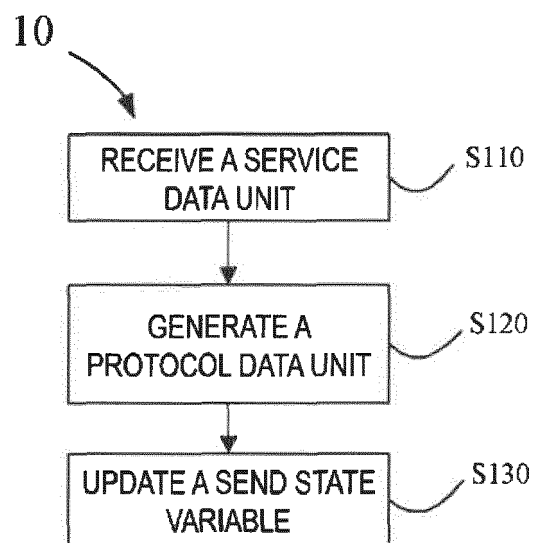 10
RECEIVE A SERVICE
DATA UNIT
S110
GENERATE A
PROTOCOL DATA UNIT
S120
UPDATE A SEND STATE
VARIABLE
S130